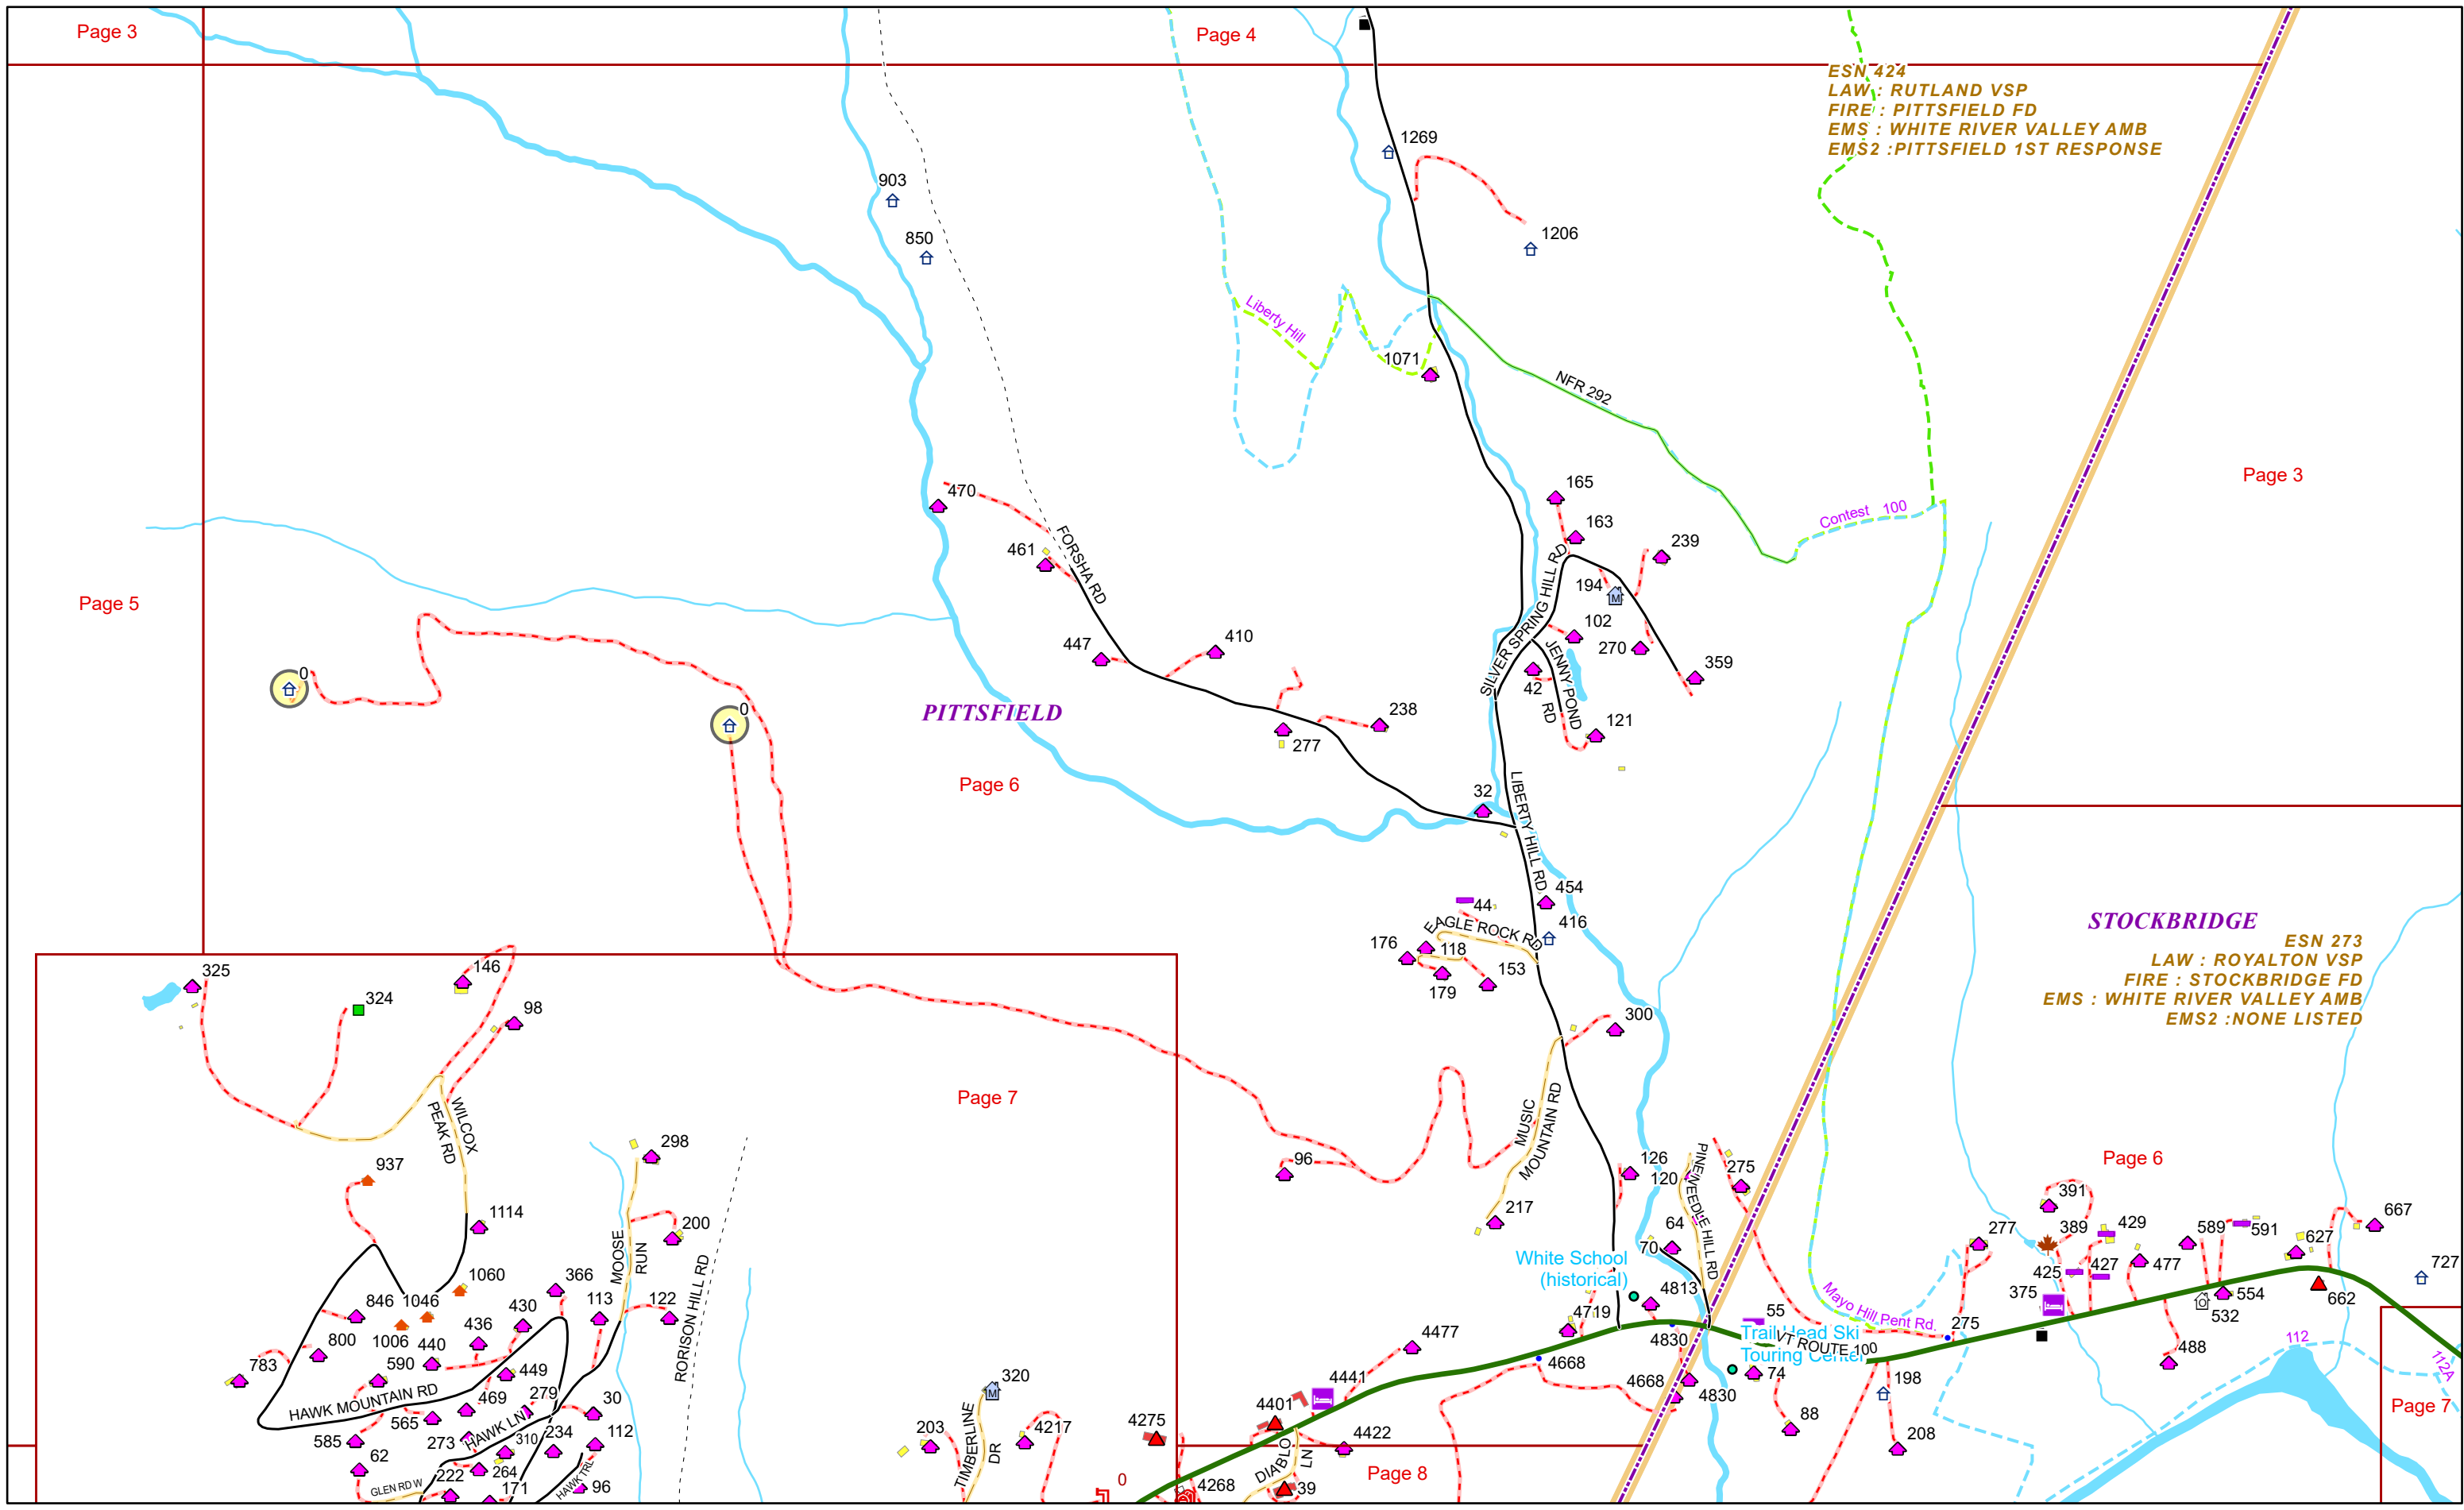 Page 3
Page 4
ESN 424
LAW : RUTLAND VSP
FIRE : PITTSFIELD FD
EMS : WHITE RIVER VALLEY AMB
EMS2 :PITTSFIELD 1ST RESPONSE
1269
903
1206
850
Liberty Hill
1071
NFR 292
Page 3
470
165
Contest 100
163
461
239
FORSHA RD
194
Page 5
102
447
410
270
SILVER SPRING HILL RD
JENNY POND
RD
359
0
42
0
PITTSFIELD
238
121
277
Page 6
32
LIBERTY HILL RD
454
44
416
STOCKBRIDGE
EAGLE ROCK RD
ESN 273
LAW : ROYALTON VSP
FIRE : STOCKBRIDGE FD
EMS : WHITE RIVER VALLEY AMB
EMS2 :NONE LISTED
176
118
153
179
325
146
324
98
300
Page 7
WILCOX
PEAK RD
MUSIC
MOUNTAIN RD
298
937
96
126
120
PINENEEDLE HILL RD
275
Page 6
391
1114
200
217
64
70
277
389
429
589
591
627
667
MOOSE
RUN
RORISON HILL RD
White School
(historical)
425
427
477
727
1060
366
4813
375
554
662
532
846
1046
430
113
122
4719
55
Mayo Hill Pent Rd.
275
1006
440
436
4830
Trail Head Ski
Touring Center
VT ROUTE 100
800
590
4477
4668
112
112A
488
783
449
469
279
30
320
4441
4668
4830
74
198
HAWK MOUNTAIN RD
565
HAWK LN
4401
Page 7
585
273
310
234
112
203
4217
4275
4422
88
208
62
TIMBERLINE
DR
DIABLO
LN
Page 8
222
264
171
HAWK TRL
96
GLEN RD W
0
4268
39